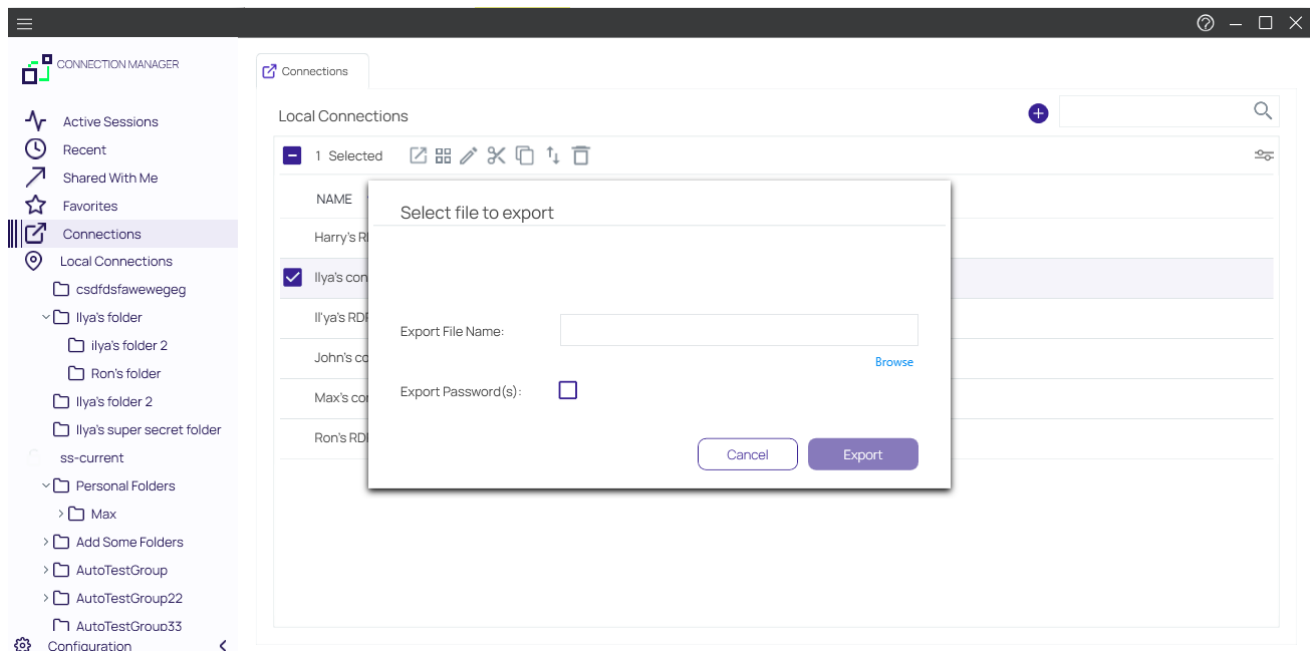 CONNECTION MANAGER
Active Sessions
Recent
Shared With Me
Favorites
Connections
Local Connections
csdfdsfawewegeg
Ilya's folder
ilya's folder 2
Ron's folder
Ilya's folder 2
Ilya's super secret folder
ss-current
Personal Folders
Max
Add Some Folders
AutoTestGroup
AutoTestGroup22
AutoTestGroup33
Configuration
Connections
Local Connections
1 Selected
NAME
Harry's R
Ilya's con
Il'ya's RDP
John's co
Max's con
Ron's RDP
Select file to export
Export File Name:
Browse
Export Password(s):
Cancel
Export